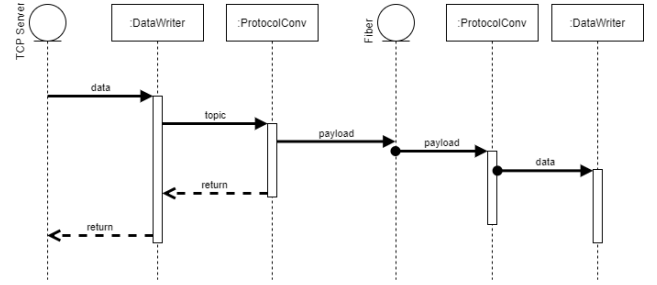 TCP Server
:DataWriter
:ProtocolConv
Fiber
:ProtocolConv
:DataWriter
data
topic
payload
payload
data
return
return